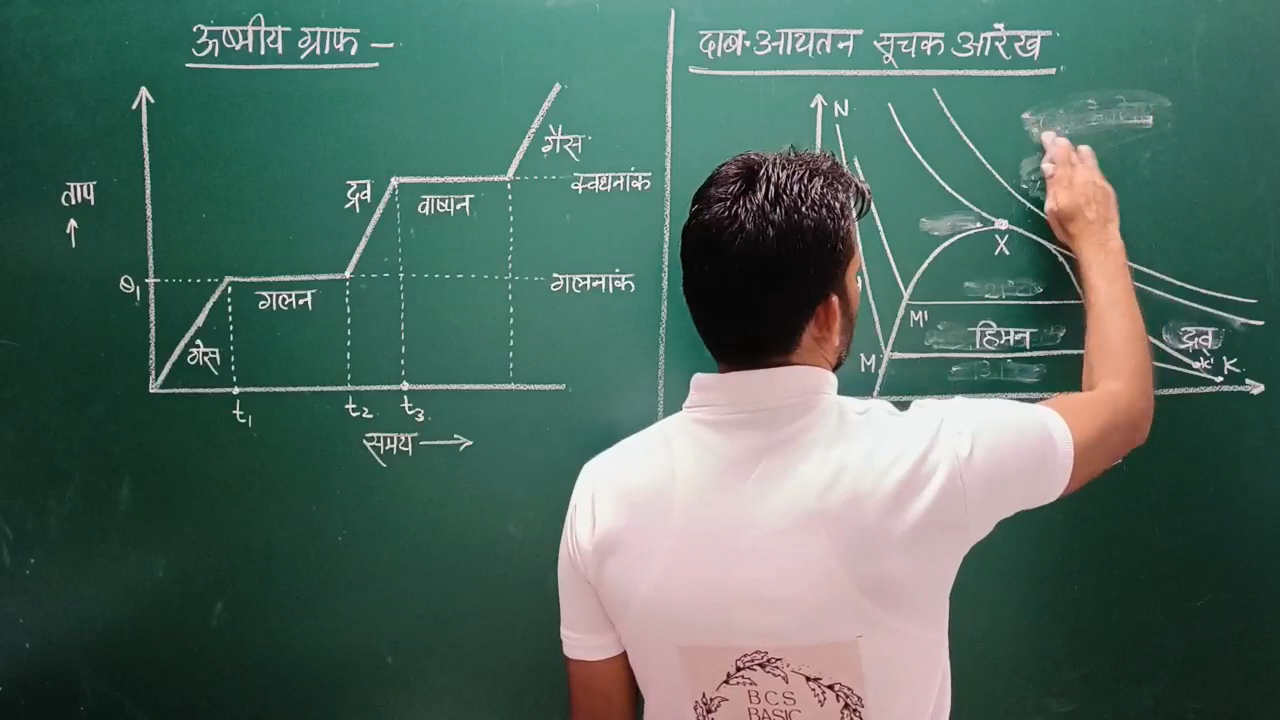 ऊष्मीय ग्राफ -
ताप
↑
θ₁
गेस
गलन
द्रव
वाष्पन
गैस
क्वथनांक
गलनांक
t₁
t₂
t₃
समय →
दाब-आयतन सूचक आरेख
N
X
M'
हिमन
M
द्रव
K
BCS
BASIC